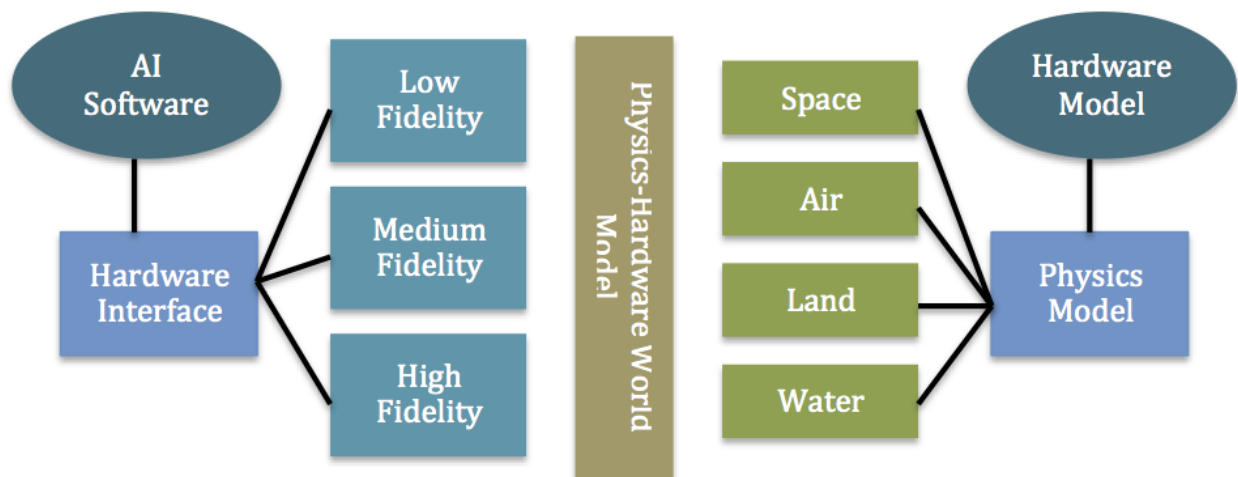 AI
Software
Hardware
Interface
Low
Fidelity
Medium
Fidelity
High
Fidelity
Physics-Hardware World
Model
Space
Air
Land
Water
Hardware
Model
Physics
Model